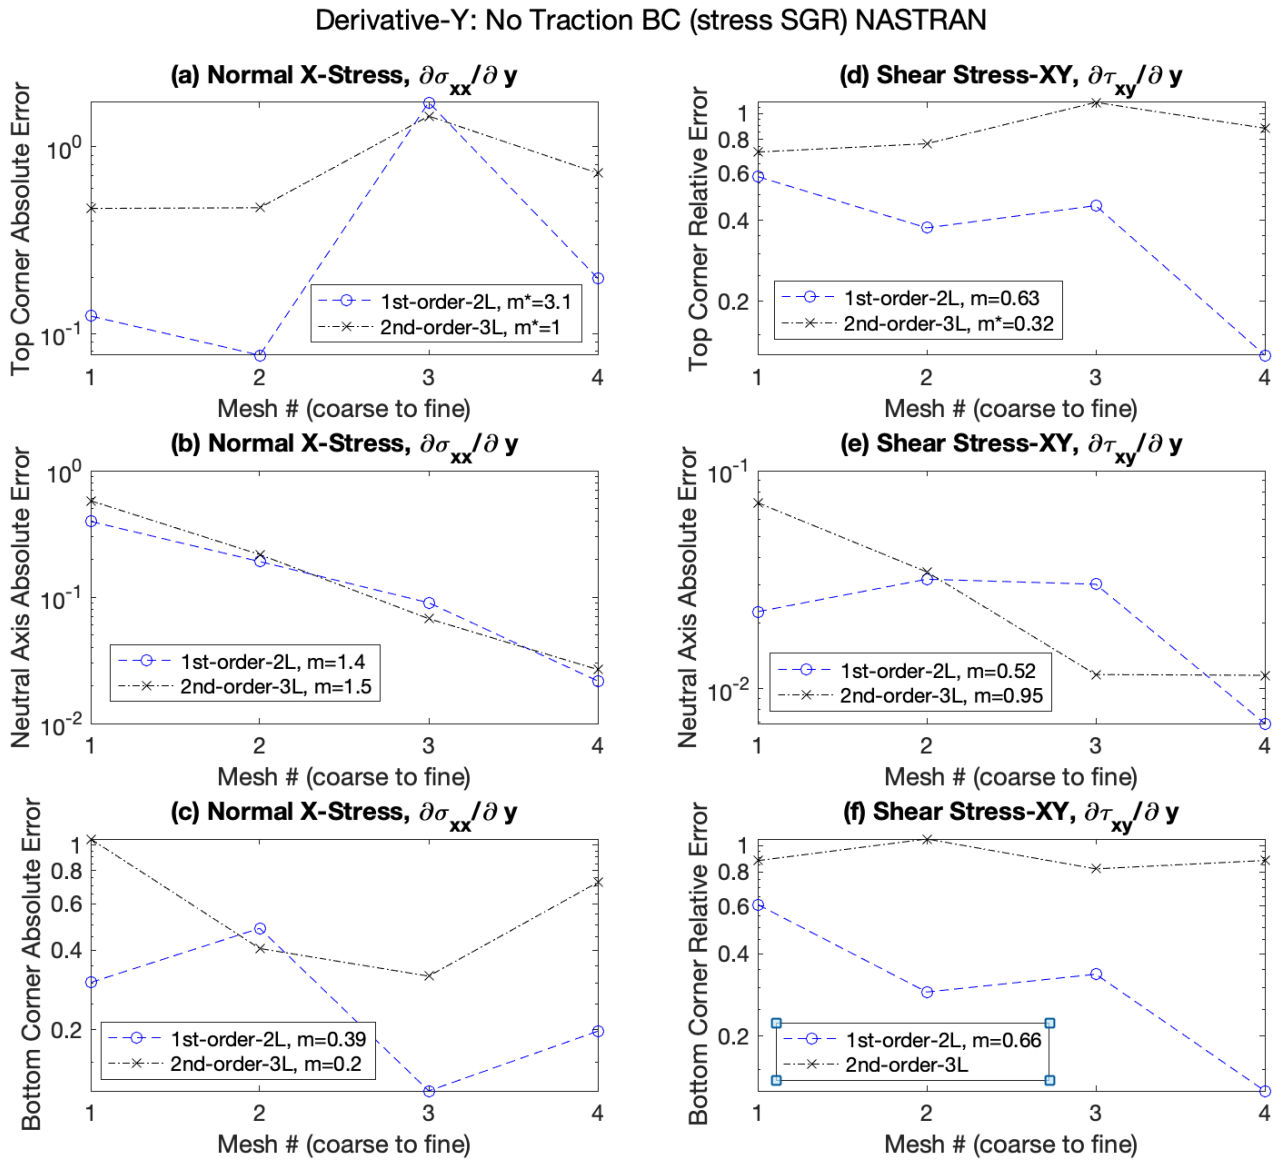 Derivative-Y: No Traction BC (stress SGR) NASTRAN
(a) Normal X-Stress, ∂σxx/∂ y
Top Corner Absolute Error
10^0
10^-1
1st-order-2L, m*=3.1
2nd-order-3L, m*=1
1 2 3 4
Mesh # (coarse to fine)
(d) Shear Stress-XY, ∂τxy/∂ y
Top Corner Relative Error
1
0.8
0.6
0.4
0.2
1st-order-2L, m=0.63
2nd-order-3L, m*=0.32
1 2 3 4
Mesh # (coarse to fine)
(b) Normal X-Stress, ∂σxx/∂ y
Neutral Axis Absolute Error
10^0
10^-1
10^-2
1st-order-2L, m=1.4
2nd-order-3L, m=1.5
1 2 3 4
Mesh # (coarse to fine)
(e) Shear Stress-XY, ∂τxy/∂ y
Neutral Axis Absolute Error
10^-1
10^-2
1st-order-2L, m=0.52
2nd-order-3L, m=0.95
1 2 3 4
Mesh # (coarse to fine)
(c) Normal X-Stress, ∂σxx/∂ y
Bottom Corner Absolute Error
1
0.8
0.6
0.4
0.2
1st-order-2L, m=0.39
2nd-order-3L, m=0.2
1 2 3 4
Mesh # (coarse to fine)
(f) Shear Stress-XY, ∂τxy/∂ y
Bottom Corner Relative Error
1
0.8
0.6
0.4
0.2
1st-order-2L, m=0.66
2nd-order-3L
1 2 3 4
Mesh # (coarse to fine)